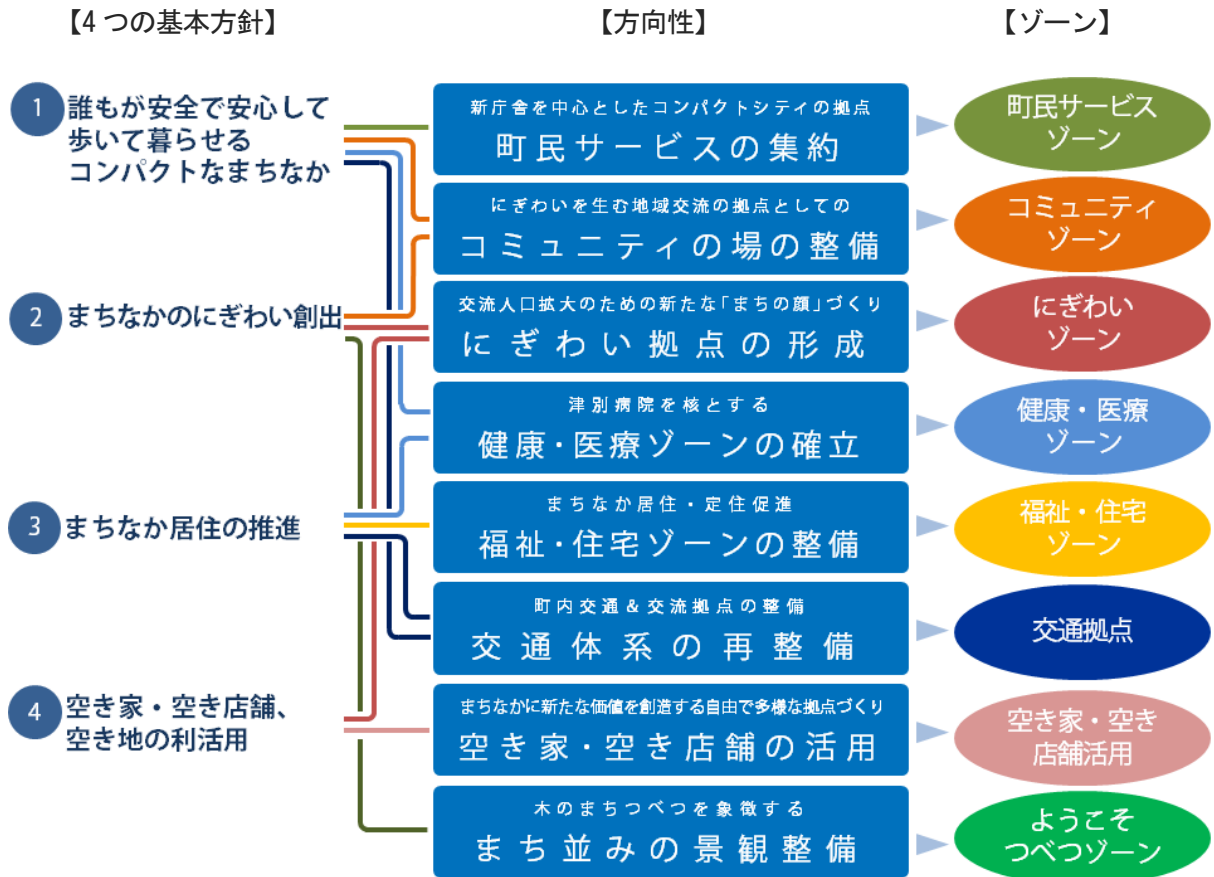 【4つの基本方針】
【方向性】
【ゾーン】
1
誰もが安全で安心して
歩いて暮らせる
コンパクトなまちなか
2
まちなかのにぎわい創出
3
まちなか居住の推進
4
空き家・空き店舗、
空き地の利活用
新庁舎を中心としたコンパクトシティの拠点
町民サービスの集約
にぎわいを生む地域交流の拠点としての
コミュニティの場の整備
交流人口拡大のための新たな「まちの顔」づくり
にぎわい拠点の形成
津別病院を核とする
健康・医療ゾーンの確立
まちなか居住・定住促進
福祉・住宅ゾーンの整備
町内交通&交流拠点の整備
交通体系の再整備
まちなかに新たな価値を創造する自由で多様な拠点づくり
空き家・空き店舗の活用
木のまちつべつを象徴する
まち並みの景観整備
町民サービス
ゾーン
コミュニティ
ゾーン
にぎわい
ゾーン
健康・医療
ゾーン
福祉・住宅
ゾーン
交通拠点
空き家・空き
店舗活用
ようこそ
つべつゾーン